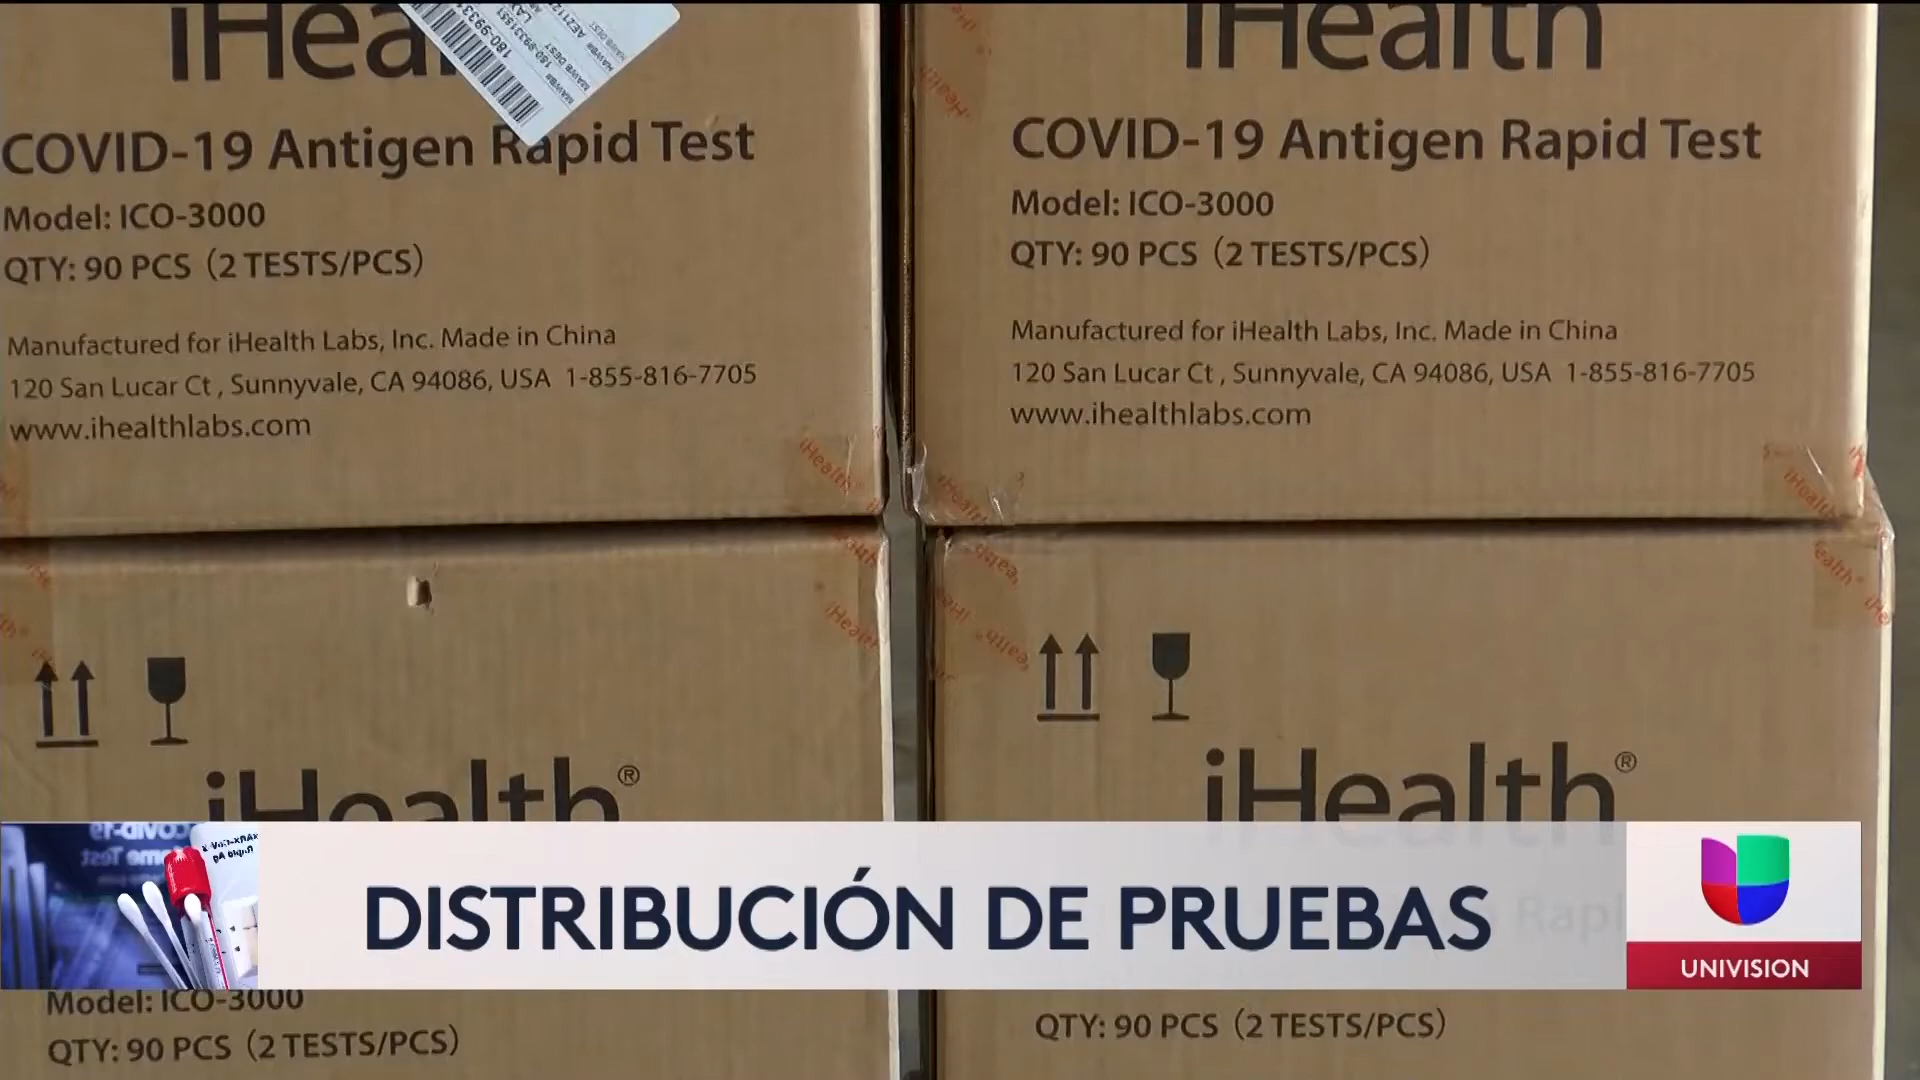 iHea
iHealth
COVID-19 Antigen Rapid Test
Model: ICO-3000
QTY: 90 PCS (2 TESTS/PCS)
Manufactured for iHealth Labs, Inc. Made in China
120 San Lucar Ct , Sunnyvale, CA 94086, USA 1-855-816-7705
www.ihealthlabs.com
COVID-19 Antigen Rapid Test
Model: ICO-3000
QTY: 90 PCS (2 TESTS/PCS)
Manufactured for iHealth Labs, Inc. Made in China
120 San Lucar Ct , Sunnyvale, CA 94086, USA 1-855-816-7705
www.ihealthlabs.com
iHealth®
iHealth®
DISTRIBUCIÓN DE PRUEBAS
UNIVISION
Model: ICO-3000
QTY: 90 PCS (2 TESTS/PCS)
QTY: 90 PCS (2 TESTS/PCS)